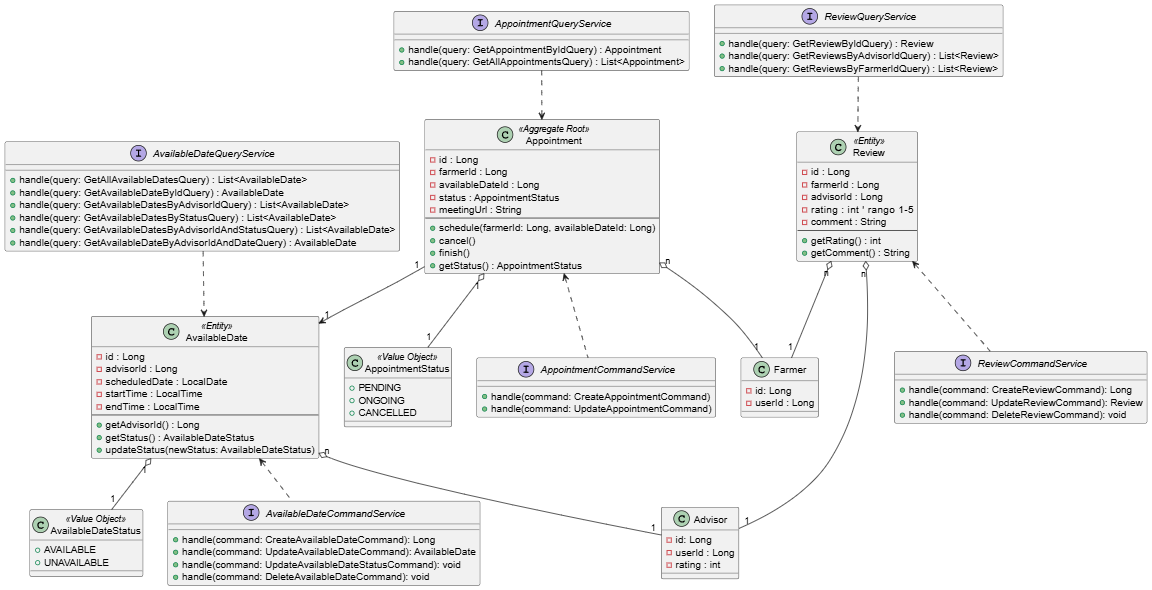 I AppointmentQueryService
handle(query: GetAppointmentByIdQuery) : Appointment
handle(query: GetAllAppointmentsQuery) : List<Appointment>
I ReviewQueryService
handle(query: GetReviewByIdQuery) : Review
handle(query: GetReviewsByAdvisorIdQuery) : List<Review>
handle(query: GetReviewsByFarmerIdQuery) : List<Review>
I AvailableDateQueryService
handle(query: GetAllAvailableDatesQuery) : List<AvailableDate>
handle(query: GetAvailableDateByIdQuery) : AvailableDate
handle(query: GetAvailableDatesByAdvisorIdQuery) : List<AvailableDate>
handle(query: GetAvailableDatesByStatusQuery) : List<AvailableDate>
handle(query: GetAvailableDatesByAdvisorIdAndStatusQuery) : List<AvailableDate>
handle(query: GetAvailableDateByAdvisorIdAndDateQuery) : AvailableDate
C «Aggregate Root»
Appointment
id : Long
farmerId : Long
availableDateId : Long
status : AppointmentStatus
meetingUrl : String
schedule(farmerId: Long, availableDateId: Long)
cancel()
finish()
getStatus() : AppointmentStatus
C «Entity»
Review
id : Long
farmerId : Long
advisorId : Long
rating : int ' rango 1-5
comment : String
getRating() : int
getComment() : String
1
1
n
n
n
C «Entity»
AvailableDate
id : Long
advisorId : Long
scheduledDate : LocalDate
startTime : LocalTime
endTime : LocalTime
getAdvisorId() : Long
getStatus() : AvailableDateStatus
updateStatus(newStatus: AvailableDateStatus)
1
1
1
1
C «Value Object»
AppointmentStatus
PENDING
ONGOING
CANCELLED
I AppointmentCommandService
handle(command: CreateAppointmentCommand)
handle(command: UpdateAppointmentCommand)
C Farmer
id: Long
userId : Long
I ReviewCommandService
handle(command: CreateReviewCommand): Long
handle(command: UpdateReviewCommand): Review
handle(command: DeleteReviewCommand): void
1
n
1
1
1
C «Value Object»
AvailableDateStatus
AVAILABLE
UNAVAILABLE
I AvailableDateCommandService
handle(command: CreateAvailableDateCommand): Long
handle(command: UpdateAvailableDateCommand): AvailableDate
handle(command: UpdateAvailableDateStatusCommand): void
handle(command: DeleteAvailableDateCommand): void
C Advisor
id: Long
userId : Long
rating : int